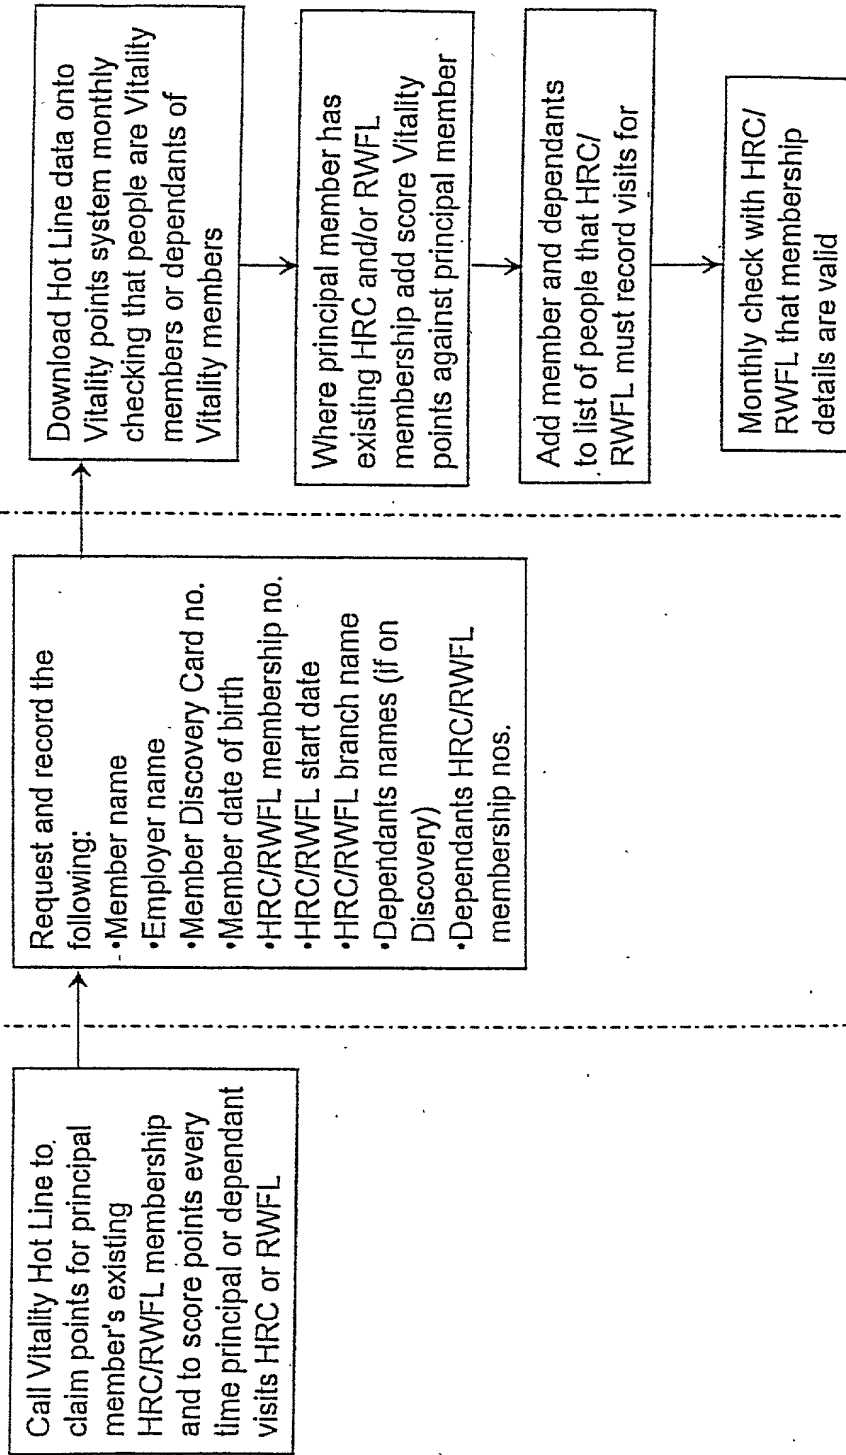 Call Vitality Hot Line to
claim points for principal
member's existing
HRC/RWFL membership
and to score points every
time principal or dependant
visits HRC or RWFL
Request and record the
following:
•Member name
•Employer name
•Member Discovery Card no.
•Member date of birth
•HRC/RWFL membership no.
•HRC/RWFL start date
•HRC/RWFL branch name
•Dependants names (if on
Discovery)
•Dependants HRC/RWFL
membership nos.
Download Hot Line data onto
Vitality points system monthly
checking that people are Vitality
members or dependants of
Vitality members
Where principal member has
existing HRC and/or RWFL
membership add score Vitality
points against principal member
Add member and dependants
to list of people that HRC/
RWFL must record visits for
Monthly check with HRC/
RWFL that membership
details are valid